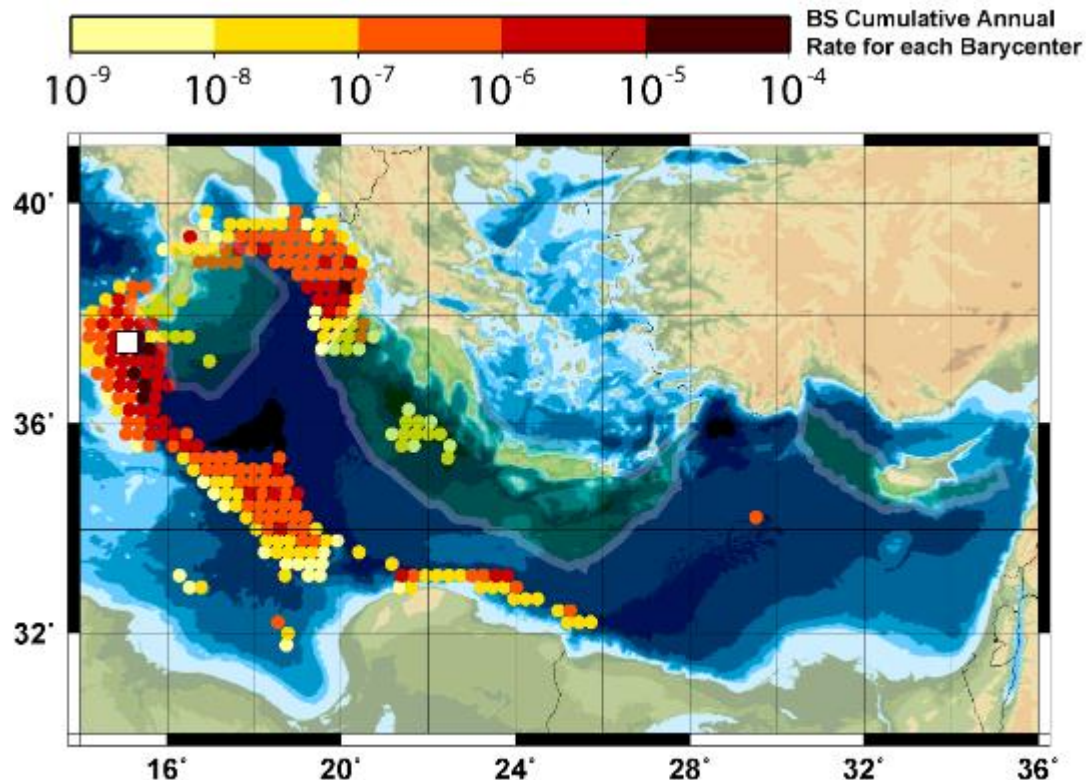 BS Cumulative Annual
Rate for each Barycenter
10⁻⁹ 10⁻⁸ 10⁻⁷ 10⁻⁶ 10⁻⁵ 10⁻⁴
40˚
36˚
32˚
16˚ 20˚ 24˚ 28˚ 32˚ 36˚